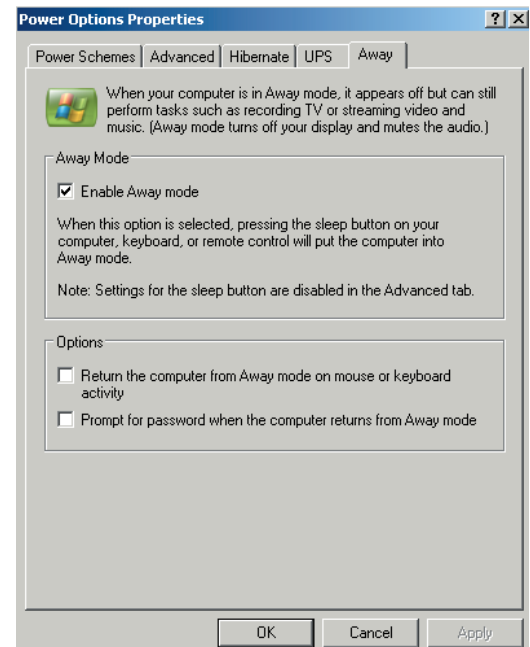 Power Options Properties
Power Schemes Advanced Hibernate UPS Away
When your computer is in Away mode, it appears off but can still
perform tasks such as recording TV or streaming video and
music. (Away mode turns off your display and mutes the audio.)
Away Mode
Enable Away mode
When this option is selected, pressing the sleep button on your
computer, keyboard, or remote control will put the computer into
Away mode.
Note: Settings for the sleep button are disabled in the Advanced tab.
Options
Return the computer from Away mode on mouse or keyboard
activity
Prompt for password when the computer returns from Away mode
OK Cancel Apply